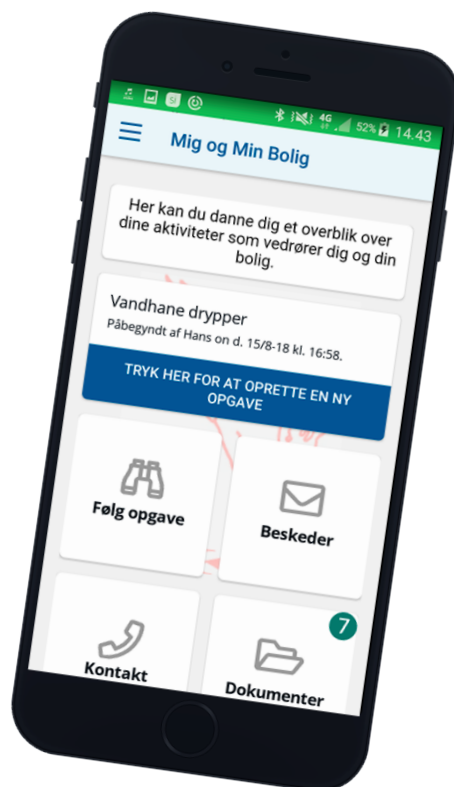 4G
52%
14.43
Mig og Min Bolig
Her kan du danne dig et overblik over
dine aktiviteter som vedrører dig og din
bolig.
Vandhane drypper
Påbegyndt af Hans on d. 15/8-18 kl. 16:58.
TRYK HER FOR AT OPRETTE EN NY
OPGAVE
Følg opgave
Beskeder
7
Kontakt
Dokumenter